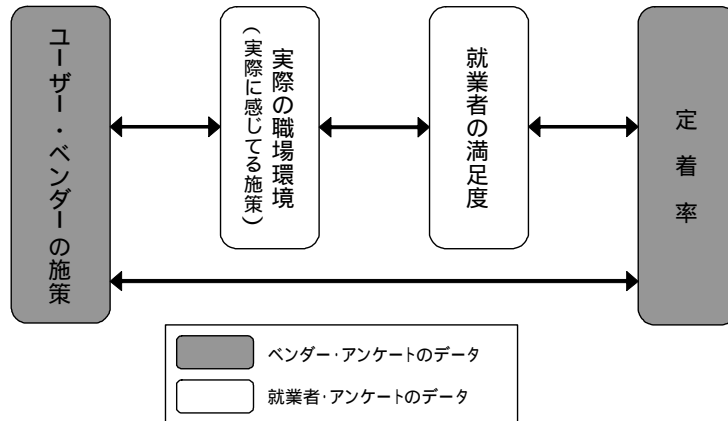 ユーザー・ベンダーの施策
実際の職場環境
(実際に感じてる施策)
就業者の満足度
定着率
ベンダー・アンケートのデータ
就業者・アンケートのデータ